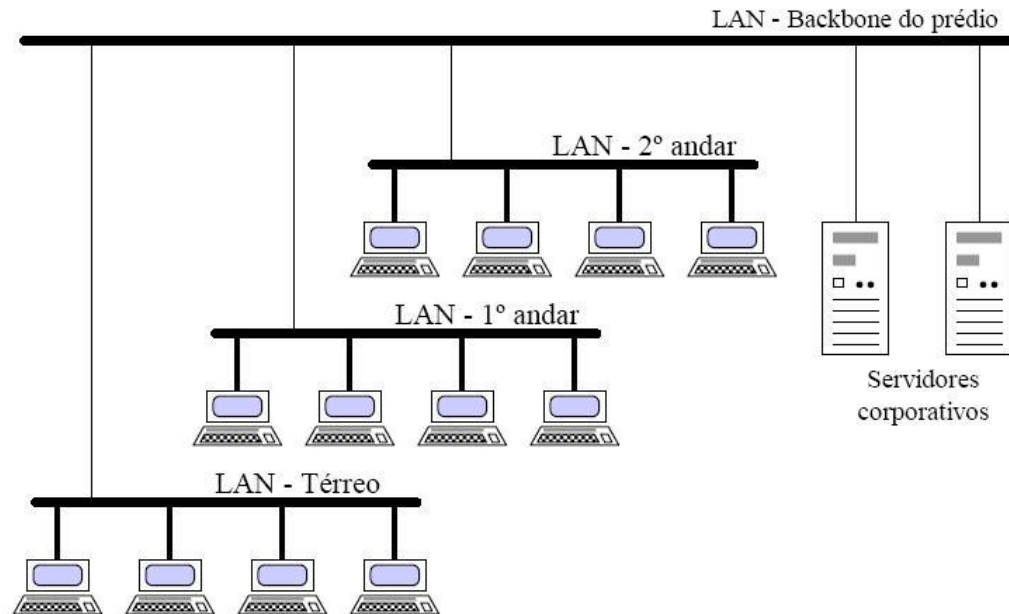 LAN - Backbone do prédio
LAN - 2º andar
LAN - 1º andar
Servidores
corporativos
LAN - Térreo